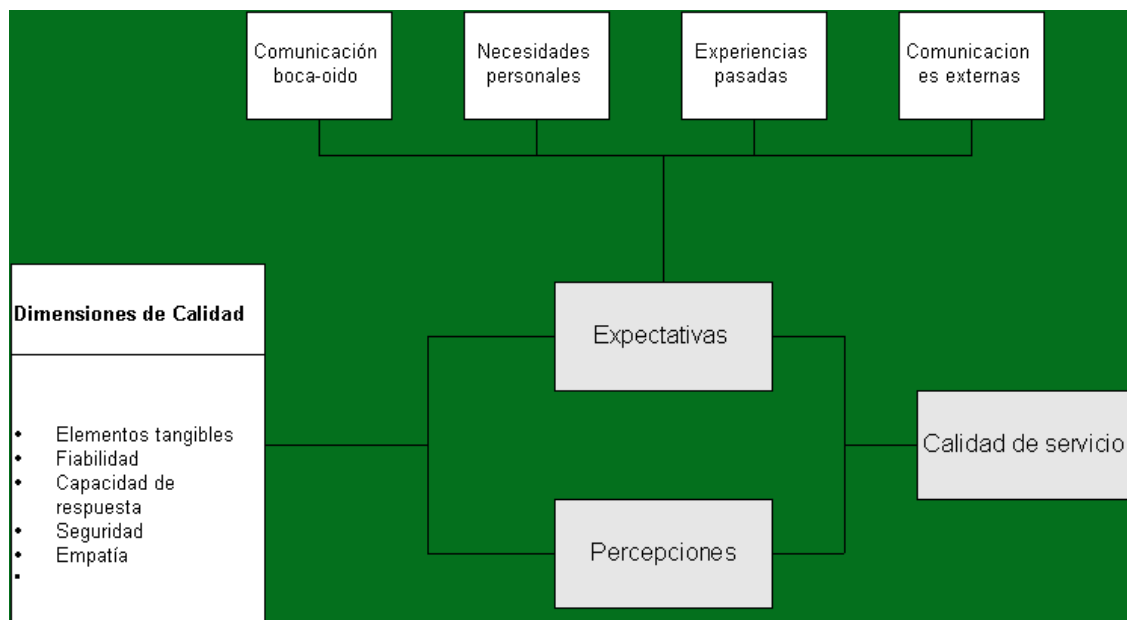 Comunicación
boca-oido
Necesidades
personales
Experiencias
pasadas
Comunicacion
es externas
Dimensiones de Calidad
• Elementos tangibles
• Fiabilidad
• Capacidad de
respuesta
• Seguridad
• Empatía
•
Expectativas
Percepciones
Calidad de servicio